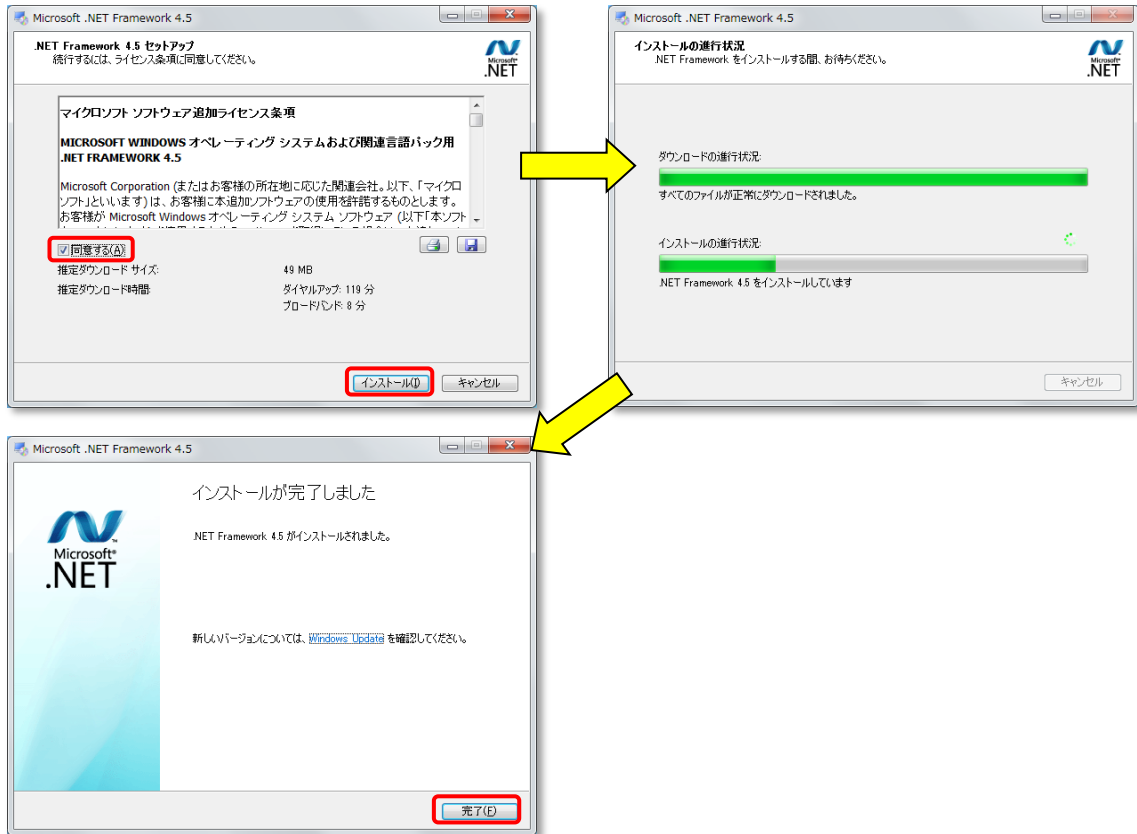 Microsoft .NET Framework 4.5
.NET Framework 4.5 セットアップ
続行するには、ライセンス条項に同意してください。
Microsoft
.NET
マイクロソフト ソフトウェア追加ライセンス条項
MICROSOFT WINDOWS オペレーティング システムおよび関連言語パック用
.NET FRAMEWORK 4.5
Microsoft Corporation (またはお客様の所在地に応じた関連会社。以下、「マイクロ
ソフト」といいます) は、お客様に本追加ソフトウェアの使用を許諾するものとします。
お客様が Microsoft Windows オペレーティング システム ソフトウェア (以下「本ソフト
同意する(A)
推定ダウンロード サイズ: 49 MB
推定ダウンロード時間: ダイヤルアップ: 119 分
ブロードバンド: 8 分
インストール(I)
キャンセル
Microsoft .NET Framework 4.5
インストールの進行状況
.NET Framework をインストールする間、お待ちください。
Microsoft
.NET
ダウンロードの進行状況:
すべてのファイルが正常にダウンロードされました。
インストールの進行状況:
.NET Framework 4.5 をインストールしています
キャンセル
Microsoft .NET Framework 4.5
Microsoft
.NET
インストールが完了しました
.NET Framework 4.5 がインストールされました。
新しいバージョンについては、Windows Update を確認してください。
完了(F)